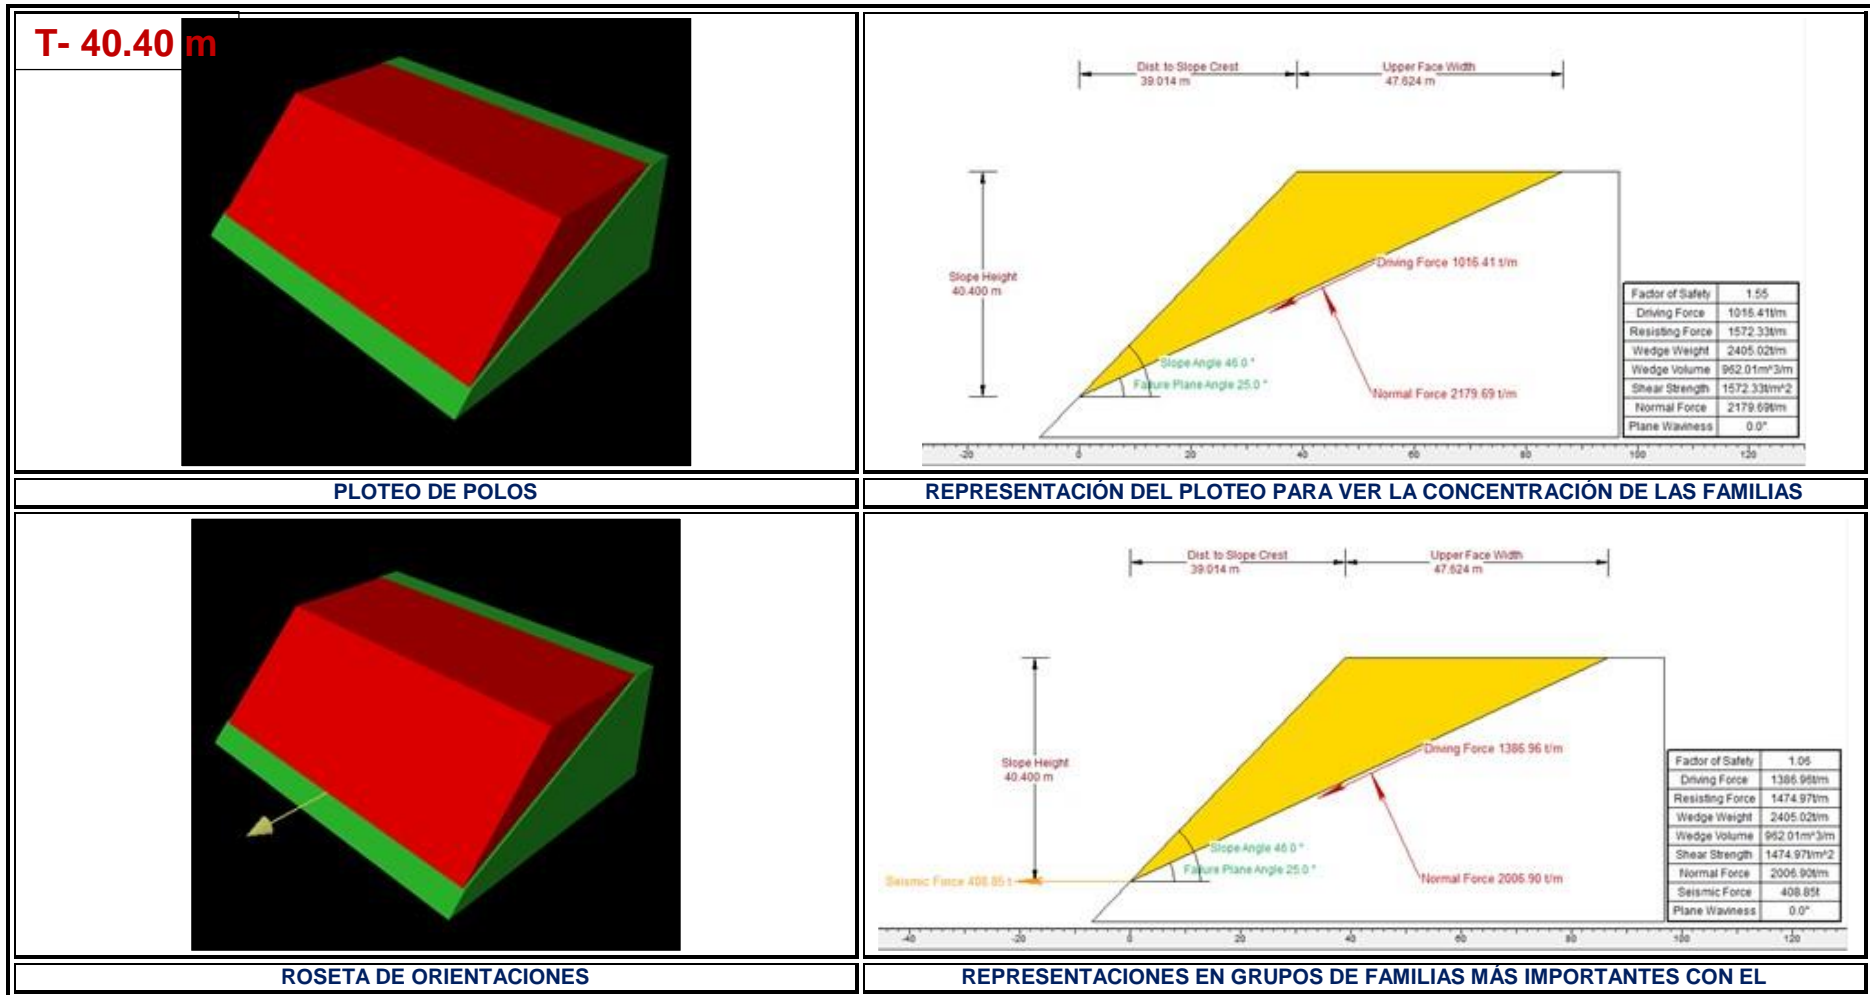 T- 40.40 m
Dist. to Slope Crest
39.014 m
Upper Face Width
47.624 m
Slope Height
40.400 m
Driving Force 1016.41 t/m
Slope Angle 46.0 °
Failure Plane Angle 25.0 °
Normal Force 2179.69 t/m
Factor of Safety 1.55
Driving Force 1016.41t/m
Resisting Force 1572.33t/m
Wedge Weight 2405.02t/m
Wedge Volume 962.01m^3/m
Shear Strength 1572.33t/m^2
Normal Force 2179.69t/m
Plane Waviness 0.0°
-20 0 20 40 60 80 100 120
PLOTEO DE POLOS
REPRESENTACIÓN DEL PLOTEO PARA VER LA CONCENTRACIÓN DE LAS FAMILIAS
Dist. to Slope Crest
39.014 m
Upper Face Width
47.624 m
Slope Height
40.400 m
Driving Force 1386.96 t/m
Slope Angle 46.0 °
Failure Plane Angle 25.0 °
Seismic Force 408.85 t
Normal Force 2006.90 t/m
Factor of Safety 1.06
Driving Force 1386.96t/m
Resisting Force 1474.97t/m
Wedge Weight 2405.02t/m
Wedge Volume 962.01m^3/m
Shear Strength 1474.97t/m^2
Normal Force 2006.90t/m
Seismic Force 408.85t
Plane Waviness 0.0°
-40 -20 0 20 40 60 80 100 120
ROSETA DE ORIENTACIONES
REPRESENTACIONES EN GRUPOS DE FAMILIAS MÁS IMPORTANTES CON EL